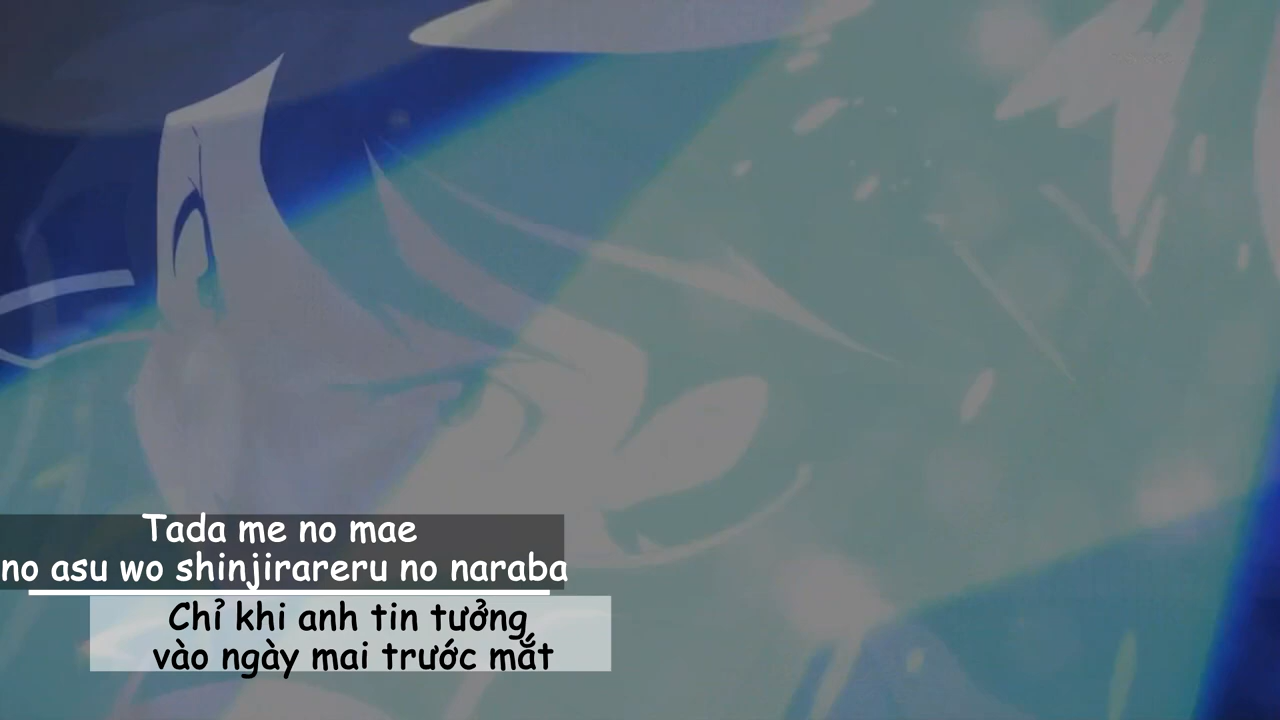 Tada me no mae
no asu wo shinjirareru no naraba
Chỉ khi anh tin tưởng
vào ngày mai trước mắt